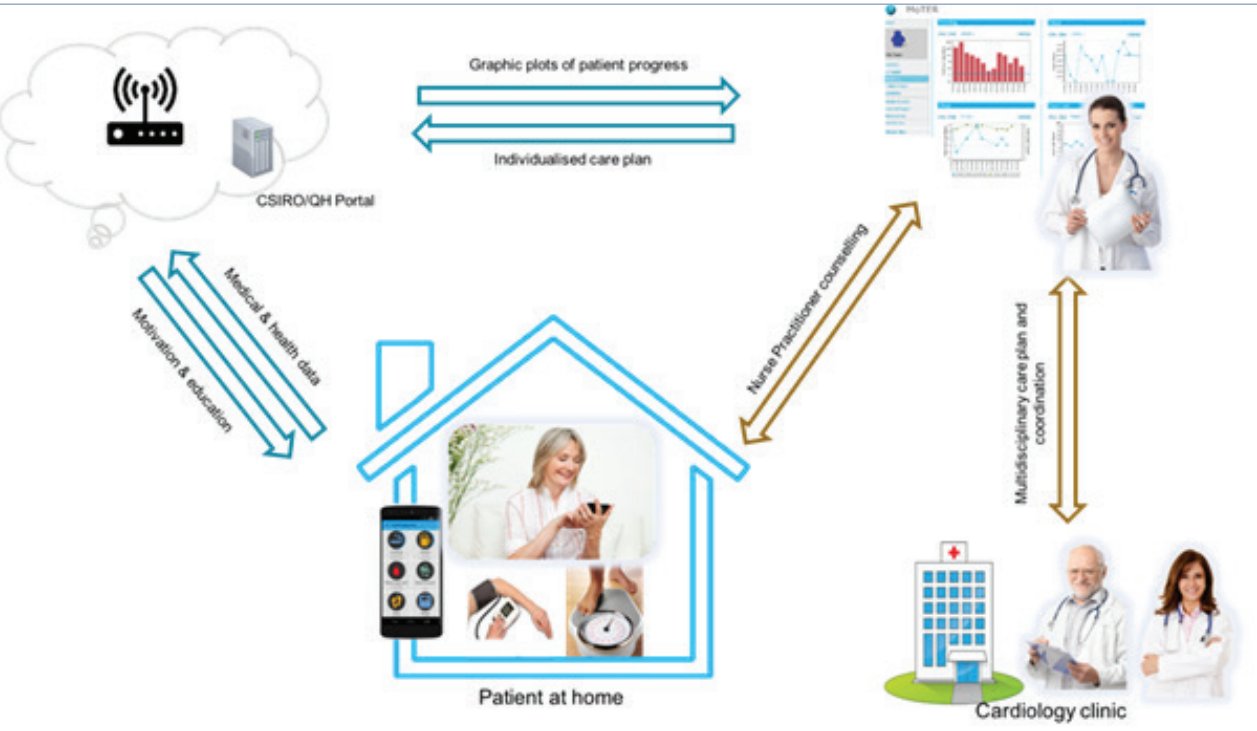 MoTER
Graphic plots of patient progress
Individualised care plan
CSIRO/QH Portal
Medical & health data
Motivation & education
Nurse Practitioner counselling
Multidisciplinary care plan and
coordination
Patient at home
Cardiology clinic